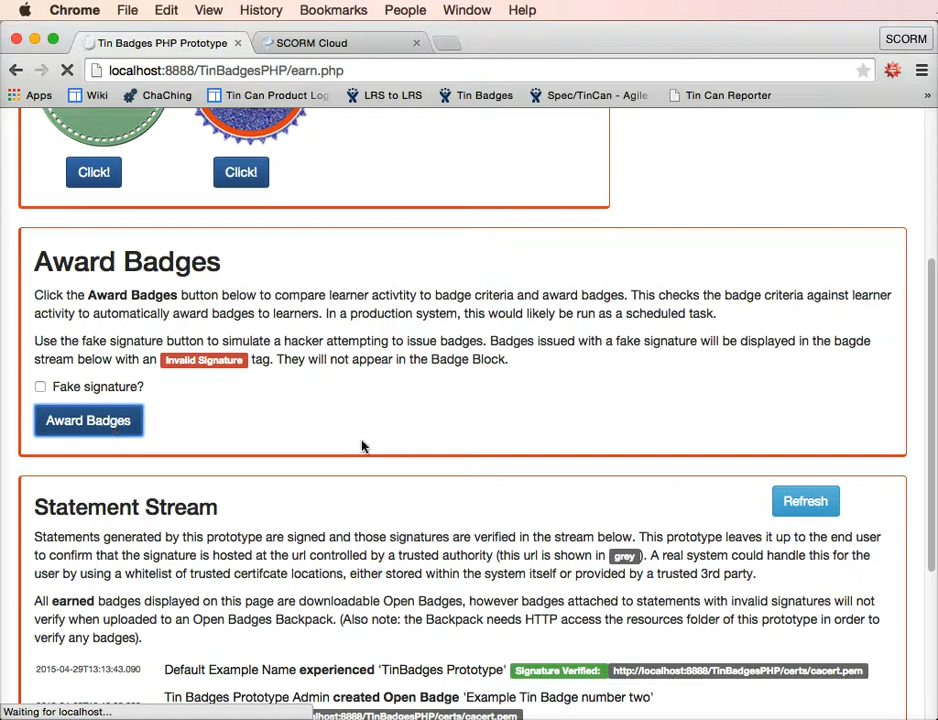 Chrome File Edit View History Bookmarks People Window Help
Tin Badges PHP Prototype × SCORM Cloud × SCORM
localhost:8888/TinBadgesPHP/earn.php
Apps Wiki ChaChing Tin Can Product Log LRS to LRS Tin Badges Spec/TinCan - Agile Tin Can Reporter »
Click! Click!
Award Badges
Click the Award Badges button below to compare learner activtity to badge criteria and award badges. This checks the badge criteria against learner
activity to automatically award badges to learners. In a production system, this would likely be run as a scheduled task.
Use the fake signature button to simulate a hacker attempting to issue badges. Badges issued with a fake signature will be displayed in the bagde
stream below with an Invalid Signature tag. They will not appear in the Badge Block.
Fake signature?
Award Badges
Statement Stream Refresh
Statements generated by this prototype are signed and those signatures are verified in the stream below. This prototype leaves it up to the end user
to confirm that the signature is hosted at the url controlled by a trusted authority (this url is shown in grey). A real system could handle this for the
user by using a whitelist of trusted certifcate locations, either stored within the system itself or provided by a trusted 3rd party.
All earned badges displayed on this page are downloadable Open Badges, however badges attached to statements with invalid signatures will not
verify when uploaded to an Open Badges Backpack. (Also note: the Backpack needs HTTP access the resources folder of this prototype in order to
verify any badges).
2015-04-29T13:13:43.090 Default Example Name experienced 'TinBadges Prototype' Signature Verified: http://localhost:8888/TinBadgesPHP/certs/cacert.pem
Tin Badges Prototype Admin created Open Badge 'Example Tin Badge number two'
Waiting for localhost... lhost:8888/TinBadgesPHP/certs/cacert.pem